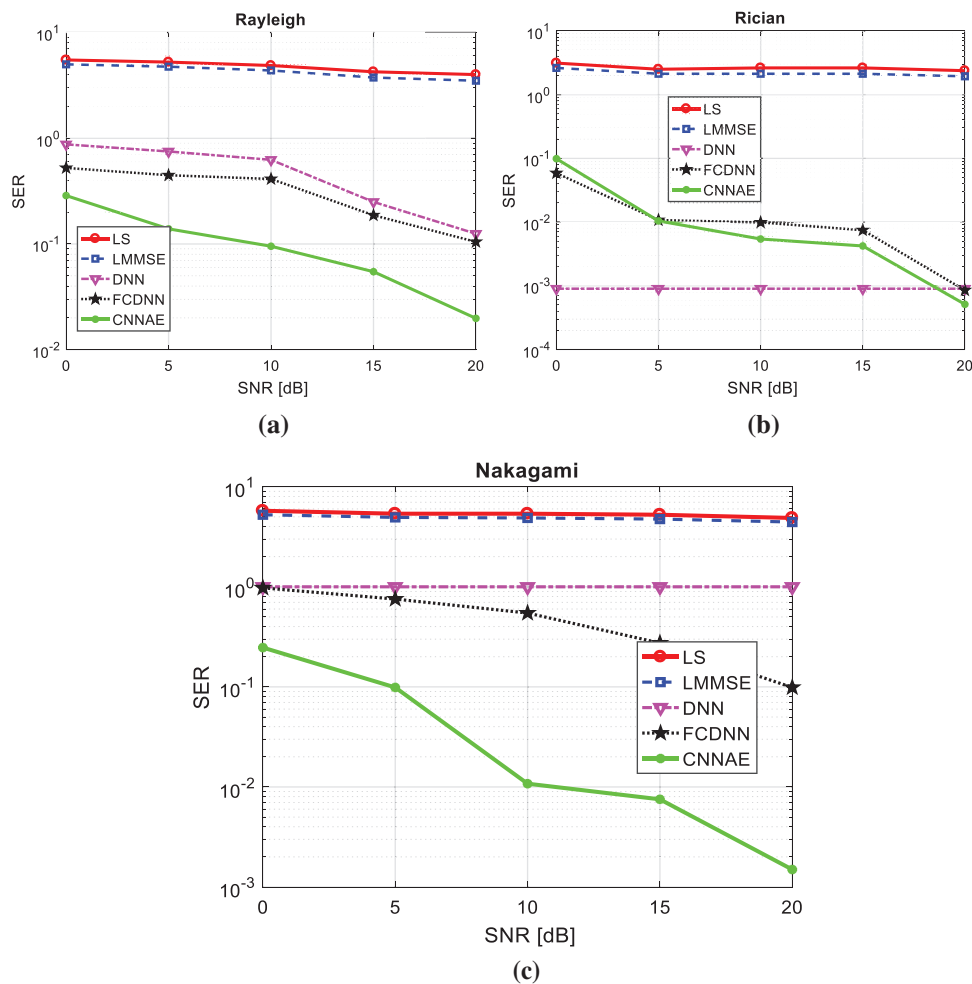 Rayleigh
10^1
10^0
10^-1
10^-2
SER
LS
LMMSE
DNN
FCDNN
CNNAE
0 5 10 15 20
SNR [dB]
(a)
Rician
10^1
10^0
10^-1
10^-2
10^-3
10^-4
SER
LS
LMMSE
DNN
FCDNN
CNNAE
0 5 10 15 20
SNR [dB]
(b)
Nakagami
10^1
10^0
10^-1
10^-2
10^-3
SER
LS
LMMSE
DNN
FCDNN
CNNAE
0 5 10 15 20
SNR [dB]
(c)